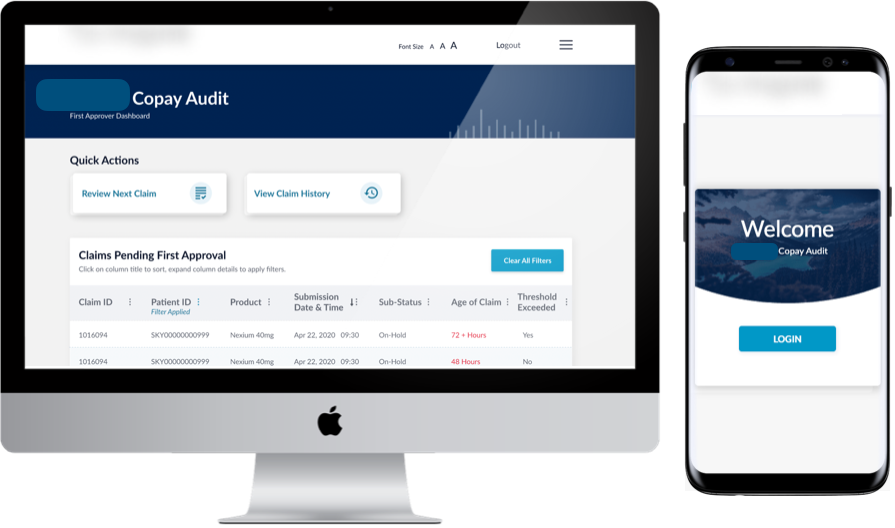 Font Size A A A Logout
Copay Audit
First Approver Dashboard
Quick Actions
Review Next Claim
View Claim History
Claims Pending First Approval
Click on column title to sort, expand column details to apply filters.
Clear All Filters
Claim ID Patient ID Product Submission Date & Time Sub-Status Age of Claim Threshold Exceeded
Filter Applied
1016094 SKY00000000999 Nexium 40mg Apr 22, 2020 09:30 On-Hold 72 + Hours Yes
1016094 SKY00000000999 Nexium 40mg Apr 22, 2020 09:30 On-Hold 48 Hours No
Welcome
Copay Audit
LOGIN